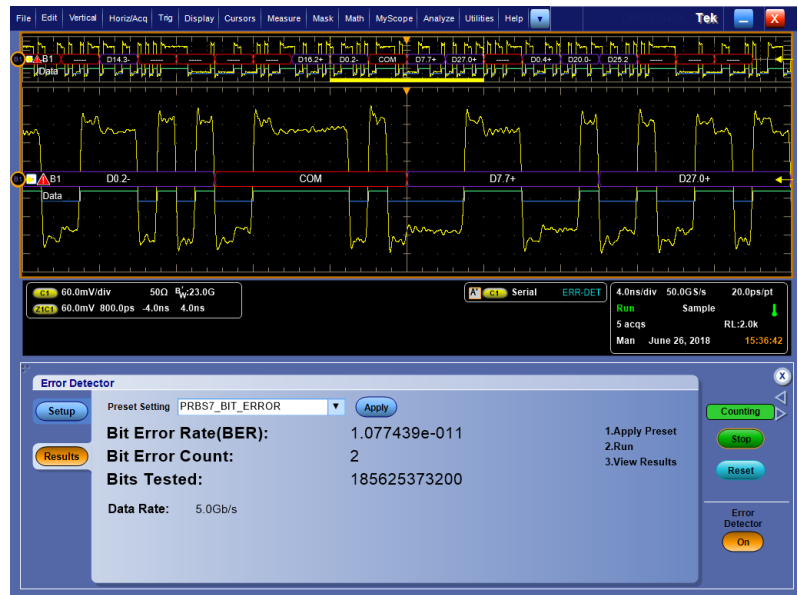 File Edit Vertical Horiz/Acq Trig Display Cursors Measure Mask Math MyScope Analyze Utilities Help Tek X
B1 B1 ----- D14.3- ----- ----- ----- ----- D16.2+ D0.2- COM D7.7+ D27.0+ ----- D0.4+ D20.0- D25.2 ----- ----- -----
Data
B1 B1 D0.2- COM D7.7+ D27.0+
Data
C1 60.0mV/div 50Ω BW:23.0G
Z1C1 60.0mV 800.0ps -4.0ns 4.0ns
A' C1 Serial ERR-DET
4.0ns/div 50.0GS/s 20.0ps/pt
Run Sample
5 acqs RL:2.0k
Man June 26, 2018 15:36:42
Error Detector
Setup
Results
Preset Setting PRBS7_BIT_ERROR Apply
Bit Error Rate(BER): 1.077439e-011
Bit Error Count: 2
Bits Tested: 185625373200
Data Rate: 5.0Gb/s
1.Apply Preset
2.Run
3.View Results
X
Counting
Stop
Reset
Error
Detector
On